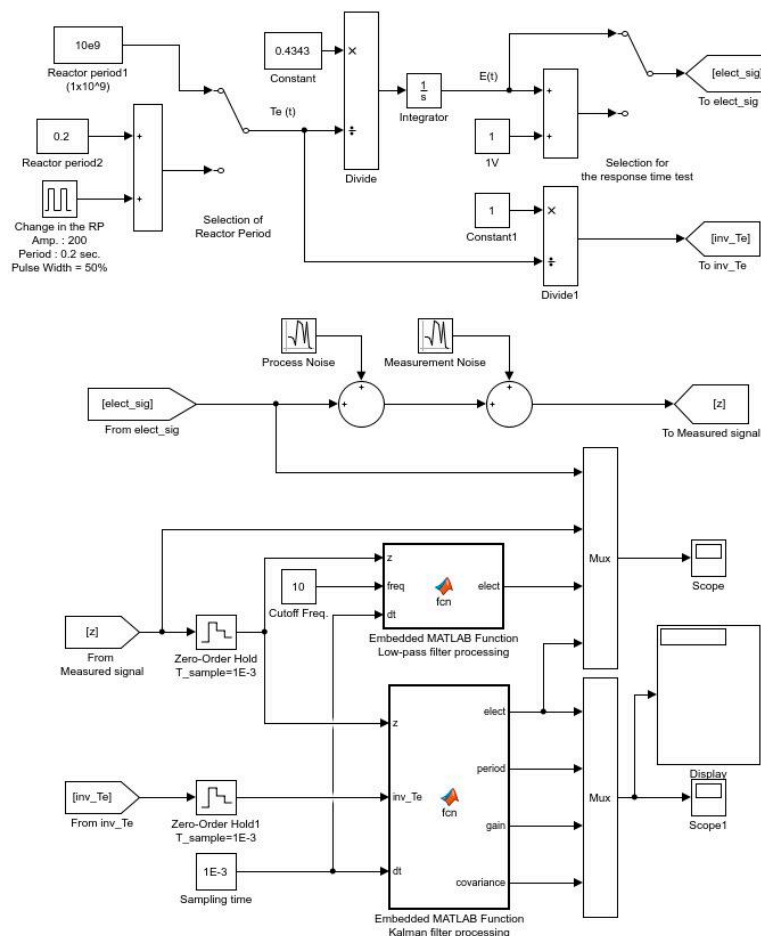 10e9
Reactor period1
(1x10^9)
0.2
Reactor period2
Change in the RP
Amp. : 200
Period : 0.2 sec.
Pulse Width = 50%
Selection of
Reactor Period
Te (t)
0.4343
Constant
×
÷
Divide
1
s
Integrator
E(t)
+
+
1
1V
Selection for
the response time test
[elect_sig]
To elect_sig
1
Constant1
×
÷
Divide1
[inv_Te]
To inv_Te
+
+
Process Noise
Measurement Noise
[elect_sig]
From elect_sig
+
+
+
+
[z]
To Measured signal
Mux
Scope
z
freq
dt
fcn
elect
10
Cutoff Freq.
Embedded MATLAB Function
Low-pass filter processing
[z]
From
Measured signal
Zero-Order Hold
T_sample=1E-3
z
inv_Te
dt
fcn
elect
period
gain
covariance
Embedded MATLAB Function
Kalman filter processing
[inv_Te]
From inv_Te
Zero-Order Hold1
T_sample=1E-3
1E-3
Sampling time
Mux
Display
Scope1